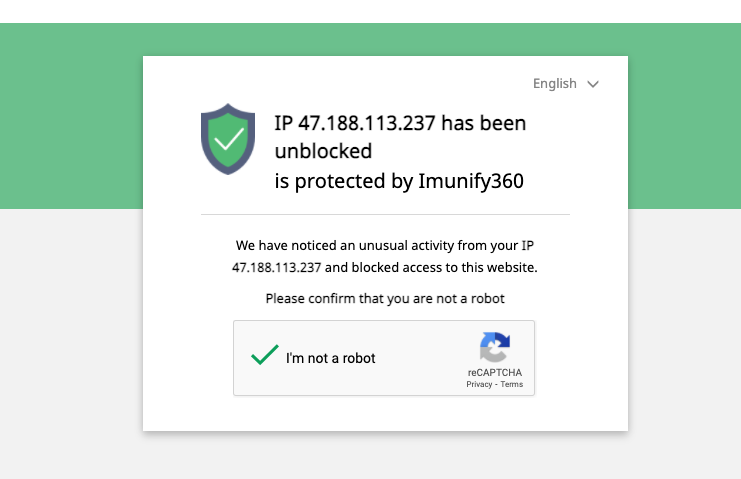 English
IP 47.188.113.237 has been
unblocked
is protected by Imunify360
We have noticed an unusual activity from your IP
47.188.113.237 and blocked access to this website.
Please confirm that you are not a robot
I'm not a robot
reCAPTCHA
Privacy - Terms